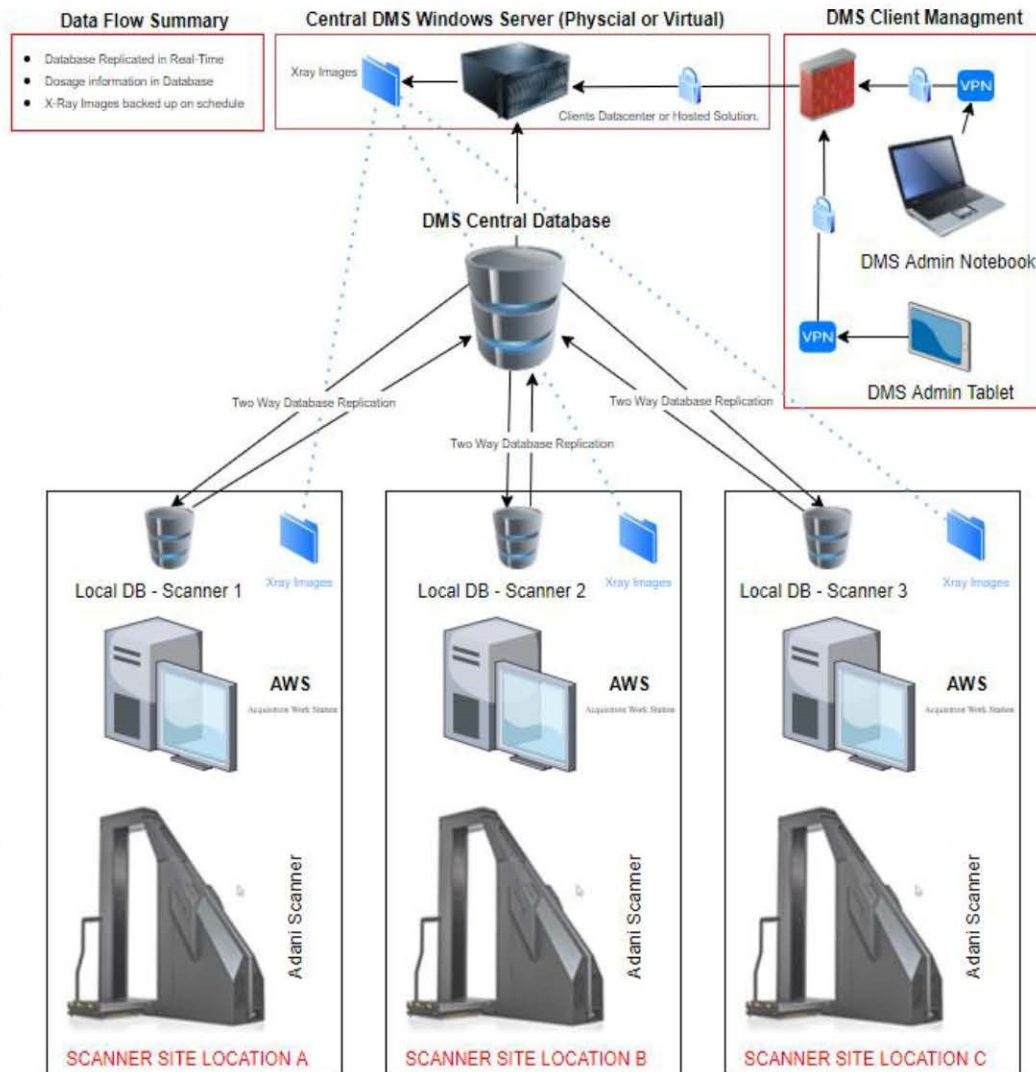 Data Flow Summary
Database Replicated in Real-Time
Dosage information in Database
X-Ray Images backed up on schedule
Central DMS Windows Server (Physcial or Virtual)
Xray Images
Clients Datacenter or Hosted Solution.
DMS Client Managment
VPN
DMS Admin Notebook
VPN
DMS Admin Tablet
DMS Central Database
Two Way Database Replication
Two Way Database Replication
Two Way Database Replication
Local DB - Scanner 1
Xray Images
AWS
Acquisition Work Station
Adani Scanner
SCANNER SITE LOCATION A
Local DB - Scanner 2
Xray Images
AWS
Acquisition Work Station
Adani Scanner
SCANNER SITE LOCATION B
Local DB - Scanner 3
Xray Images
AWS
Acquisition Work Station
Adani Scanner
SCANNER SITE LOCATION C